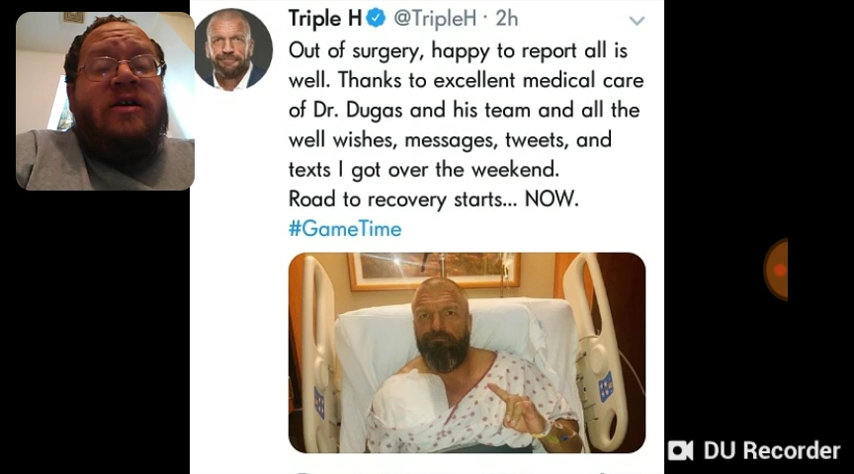 Triple H @TripleH · 2h
Out of surgery, happy to report all is
well. Thanks to excellent medical care
of Dr. Dugas and his team and all the
well wishes, messages, tweets, and
texts I got over the weekend.
Road to recovery starts... NOW.
#GameTime
DU Recorder